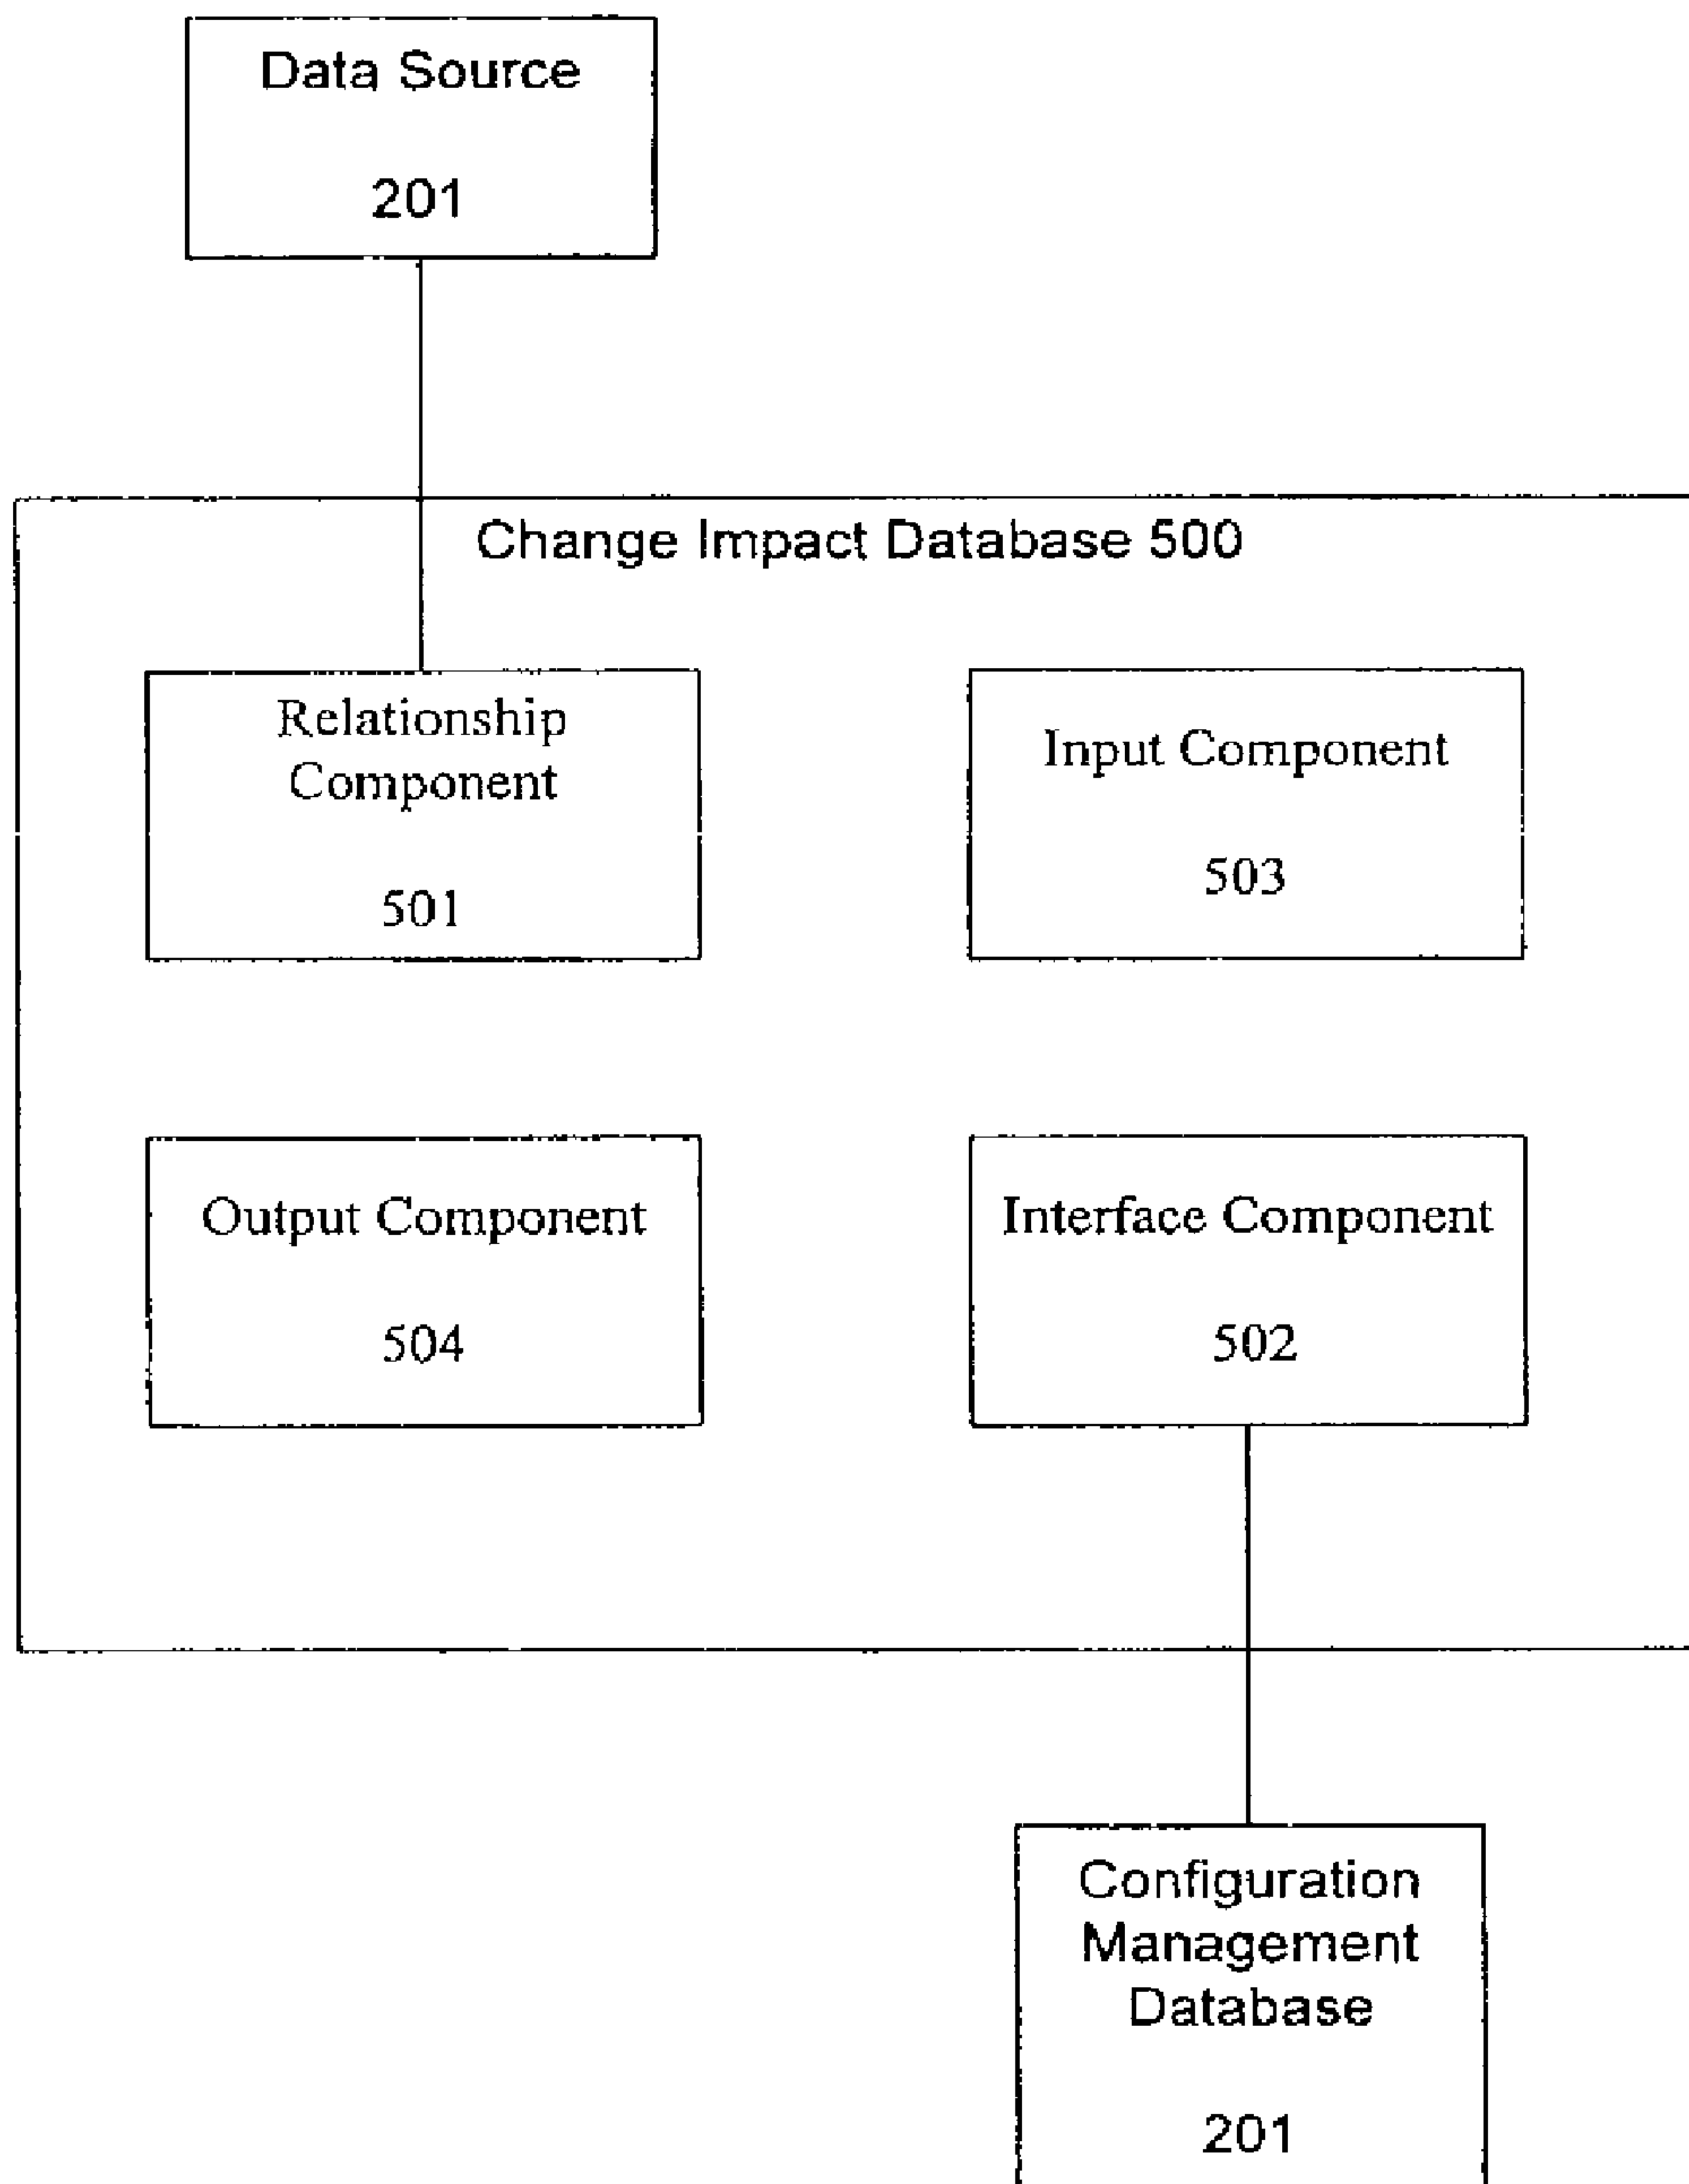 Data Source
201
Change Impact Database 500
Relationship
Component
501
Input Component
503
Output Component
504
Interface Component
502
Configuration
Management
Database
201